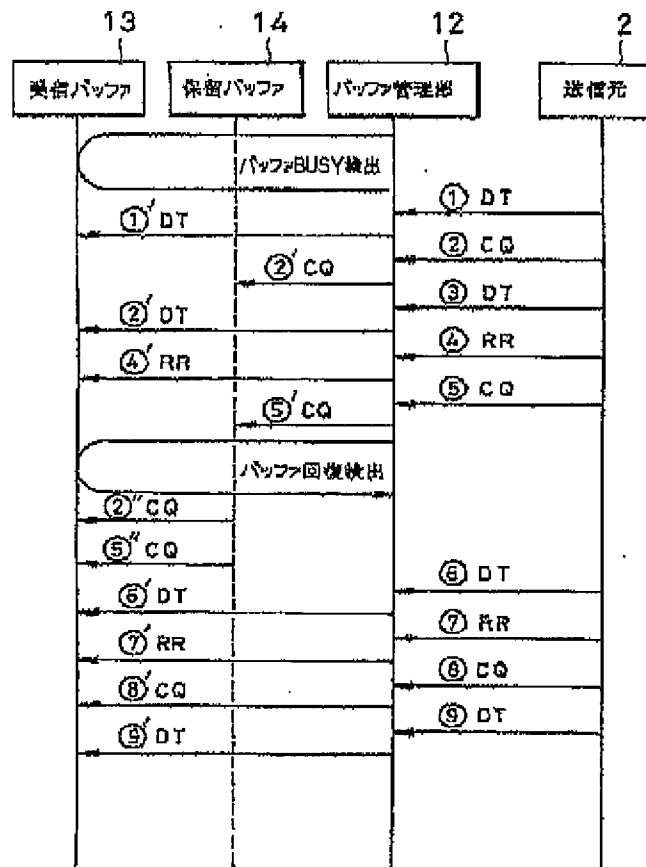 13 14 12 2
受信バッファ 保留バッファ バッファ管理部 送信元
バッファBUSY検出
① DT
①′DT
② CQ
②′CQ
③ DT
②′DT
④ RR
④′RR
⑤ CQ
⑤′CQ
バッファ回復検出
②″CQ
⑤″CQ
⑥ DT
⑥′DT
⑦ RR
⑦′RR
⑧ CQ
⑧′CQ
⑨ DT
⑨′DT